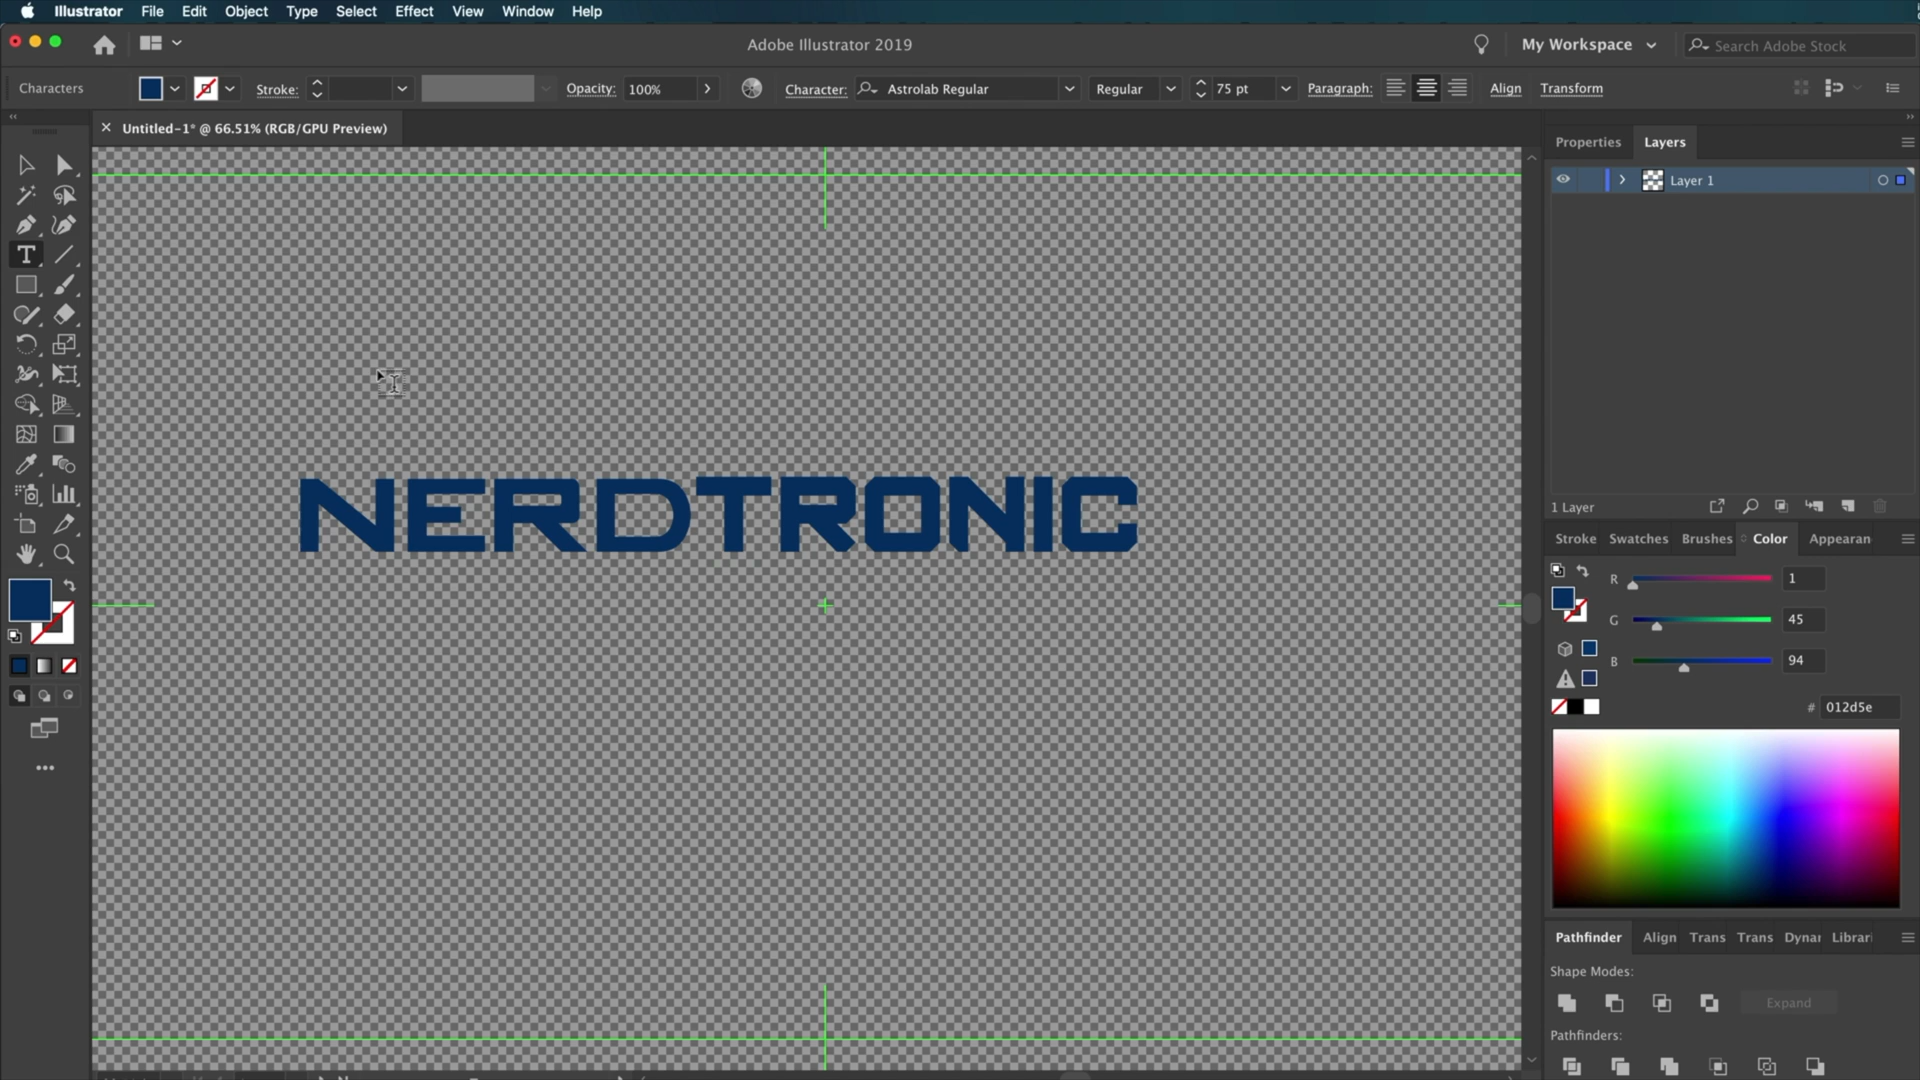 Illustrator File Edit Object Type Select Effect View Window Help
Adobe Illustrator 2019
My Workspace
Search Adobe Stock
Characters Stroke: Opacity: 100% Character: Astrolab Regular Regular 75 pt Paragraph: Align Transform
Untitled-1* @ 66.51% (RGB/GPU Preview)
Properties Layers
Layer 1
NERDTRONIC
1 Layer
Stroke Swatches Brushes Color Appearan
R 1
G 45
B 94
# 012d5e
Pathfinder Align Trans Trans Dynar Librari
Shape Modes:
Expand
Pathfinders: